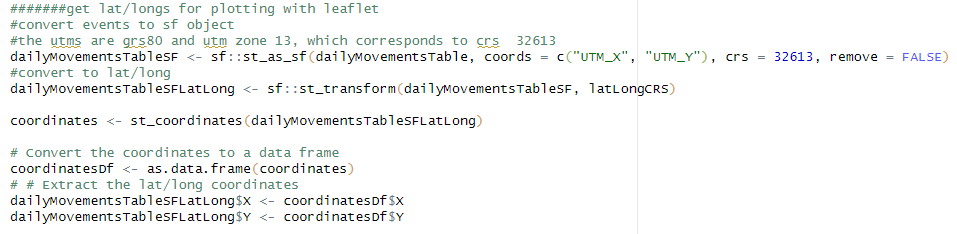 #######get lat/longs for plotting with leaflet
#convert events to sf object
#the utms are grs80 and utm zone 13, which corresponds to crs  32613
dailyMovementsTableSF <- sf::st_as_sf(dailyMovementsTable, coords = c("UTM_X", "UTM_Y"), crs = 32613, remove = FALSE)
#convert to lat/long
dailyMovementsTableSFLatLong <- sf::st_transform(dailyMovementsTableSF, latLongCRS)
coordinates <- st_coordinates(dailyMovementsTableSFLatLong)
# Convert the coordinates to a data frame
coordinatesDf <- as.data.frame(coordinates)
# # Extract the lat/long coordinates
dailyMovementsTableSFLatLong$X <- coordinatesDf$X
dailyMovementsTableSFLatLong$Y <- coordinatesDf$Y